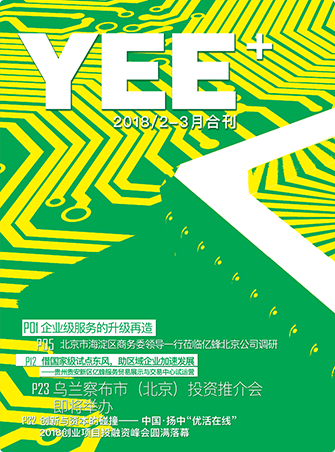 YEE+
2018/2-3月合刊
P01 企业级服务的升级再造
P05 北京市海淀区商务委领导一行莅临亿蜂北京公司调研
P12 借国家级试点东风，助区域企业加速发展
——贵州贵安新区亿蜂服务贸易展示与交易中心试运营
P23 乌兰察布市（北京）投资推介会
即将举办
P32 创新与资本的碰撞—— 中国·扬中“优活在线”
2018创业项目投融资峰会圆满落幕